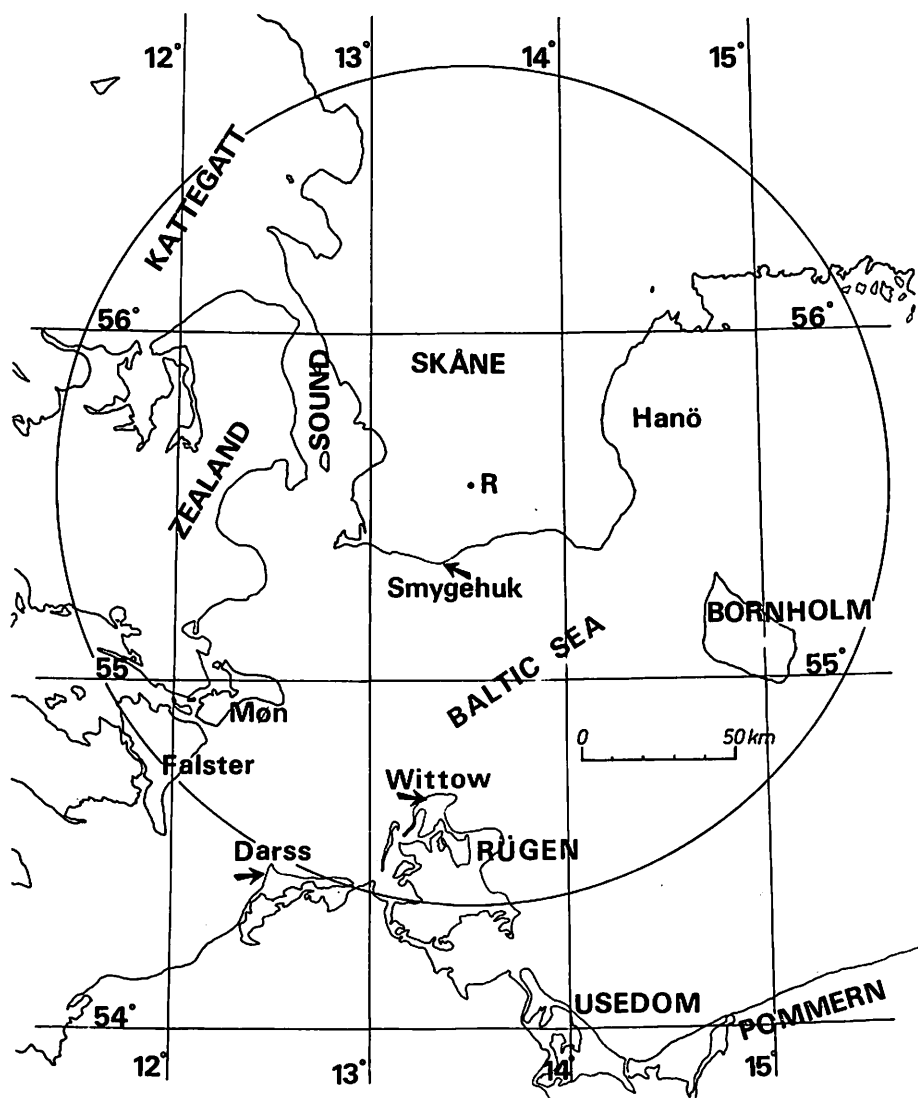 12° 13° 14° 15°
KATTEGATT
56° 56°
SKÅNE
SOUND
Hanö
ZEALAND
R
Smygehuk
BORNHOLM
BALTIC SEA
55° 55°
Møn
0 50 km
Falster
Wittow
Darss
RÜGEN
USEDOM
POMMERN
54°
12° 13° 14° 15°